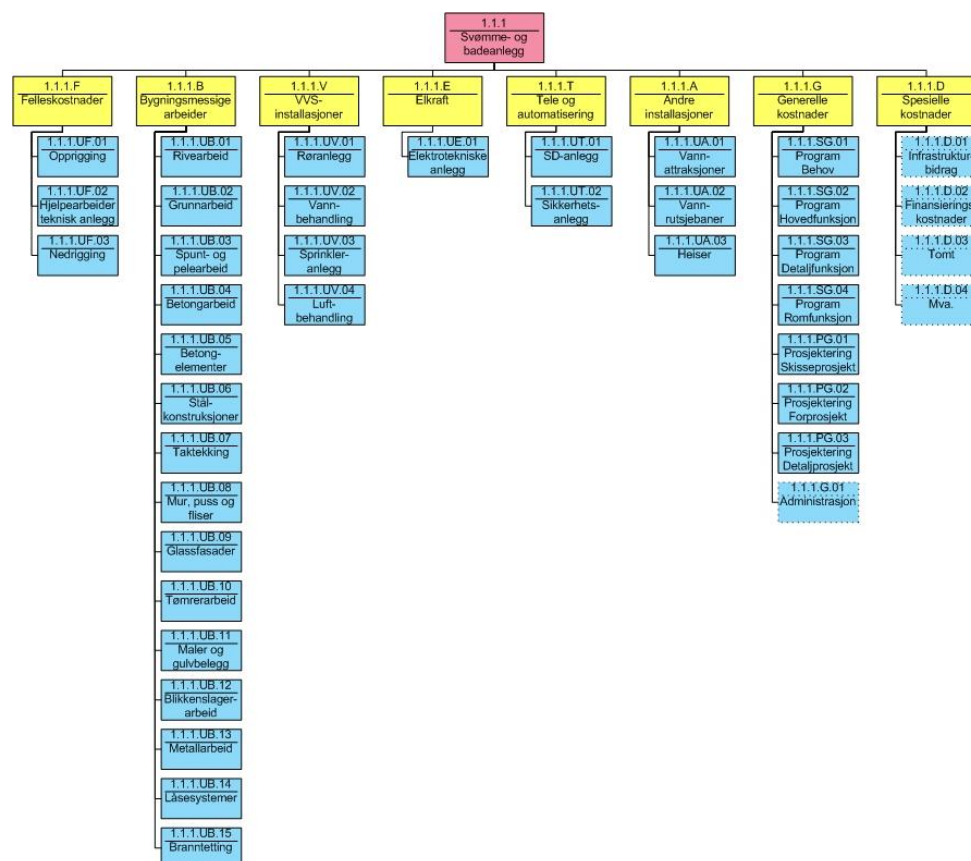 1.1.1
Svømme- og
badeanlegg
1.1.1.F
Felleskostnader
1.1.1.UF.01
Opprigging
1.1.1.UF.02
Hjelpearbeider
teknisk anlegg
1.1.1.UF.03
Nedrigging
1.1.1.B
Bygningsmessige
arbeider
1.1.1.UB.01
Rivearbeid
1.1.1.UB.02
Grunnarbeid
1.1.1.UB.03
Spunt- og
pelearbeid
1.1.1.UB.04
Betongarbeid
1.1.1.UB.05
Betong-
elementer
1.1.1.UB.06
Stål-
konstruksjoner
1.1.1.UB.07
Taktekking
1.1.1.UB.08
Mur, puss og
fliser
1.1.1.UB.09
Glassfasader
1.1.1.UB.10
Tømrerarbeid
1.1.1.UB.11
Maler og
gulvbelegg
1.1.1.UB.12
Blikkenslager-
arbeid
1.1.1.UB.13
Metallarbeid
1.1.1.UB.14
Låsesystemer
1.1.1.UB.15
Branntetting
1.1.1.V
VVS-
installasjoner
1.1.1.UV.01
Røranlegg
1.1.1.UV.02
Vann-
behandling
1.1.1.UV.03
Sprinkler-
anlegg
1.1.1.UV.04
Luft-
behandling
1.1.1.E
Elkraft
1.1.1.UE.01
Elektrotekniske
anlegg
1.1.1.T
Tele og
automatisering
1.1.1.UT.01
SD-anlegg
1.1.1.UT.02
Sikkerhets-
anlegg
1.1.1.A
Andre
installasjoner
1.1.1.UA.01
Vann-
attraksjoner
1.1.1.UA.02
Vann-
rutsjebaner
1.1.1.UA.03
Heiser
1.1.1.G
Generelle
kostnader
1.1.1.SG.01
Program
Behov
1.1.1.SG.02
Program
Hovedfunksjon
1.1.1.SG.03
Program
Detaljfunksjon
1.1.1.SG.04
Program
Romfunksjon
1.1.1.PG.01
Prosjektering
Skisseprosjekt
1.1.1.PG.02
Prosjektering
Forprosjekt
1.1.1.PG.03
Prosjektering
Detaljprosjekt
1.1.1.G.01
Administrasjon
1.1.1.D
Spesielle
kostnader
1.1.1.D.01
Infrastruktur-
bidrag
1.1.1.D.02
Finansierings
kostnader
1.1.1.D.03
Tomt
1.1.1.D.04
Mva.